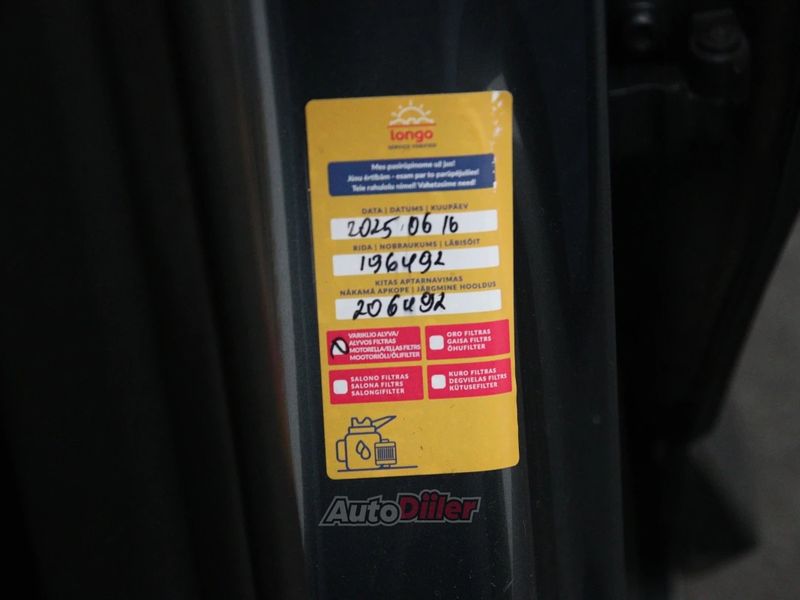 longo
SERVICE VERIFIED
Mes pasirūpinome už jus!
Jūsu ērtībām - esam par to parūpējušies!
Teie rahulolu nimel! Vahetasime need!
DATA | DATUMS | KUUPÄEV
2025.06 16
RIDA | NOBRAUKUMS | LÄBISÕIT
196492
KITAS APTARNAVIMAS
NĀKAMĀ APKOPE | JÄRGMINE HOOLDUS
206492
VARIKLIO ALYVA/
ALYVOS FILTRAS
MOTORELLA/ELLAS FILTRS
MOOTORIÕLI/ÕLIFILTER
ORO FILTRAS
GAISA FILTRS
ÕHUFILTER
SALONO FILTRAS
SALONA FILTRS
SALONGIFILTER
KURO FILTRAS
DEGVIELAS FILTRS
KÜTUSEFILTER
AutoDiiler